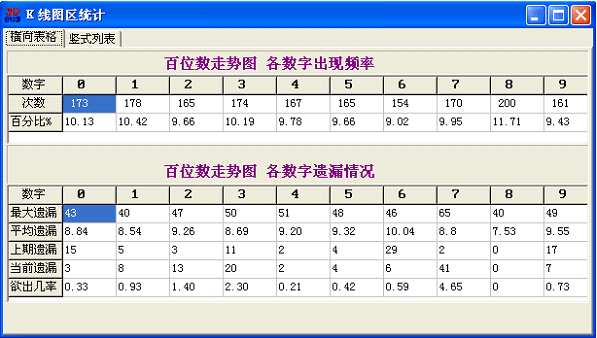 3D K 线图区统计
横向表格 竖式列表
百位数走势图 各数字出现频率
数字 0 1 2 3 4 5 6 7 8 9
次数 173 178 165 174 167 165 154 170 200 161
百分比% 10.13 10.42 9.66 10.19 9.78 9.66 9.02 9.95 11.71 9.43
百位数走势图 各数字遗漏情况
数字 0 1 2 3 4 5 6 7 8 9
最大遗漏 43 40 47 50 51 48 46 65 40 49
平均遗漏 8.84 8.54 9.26 8.69 9.20 9.32 10.04 8.8 7.53 9.55
上期遗漏 15 5 3 11 2 4 29 2 0 17
当前遗漏 3 8 13 20 2 4 6 41 0 7
欲出几率 0.33 0.93 1.40 2.30 0.21 0.42 0.59 4.65 0 0.73